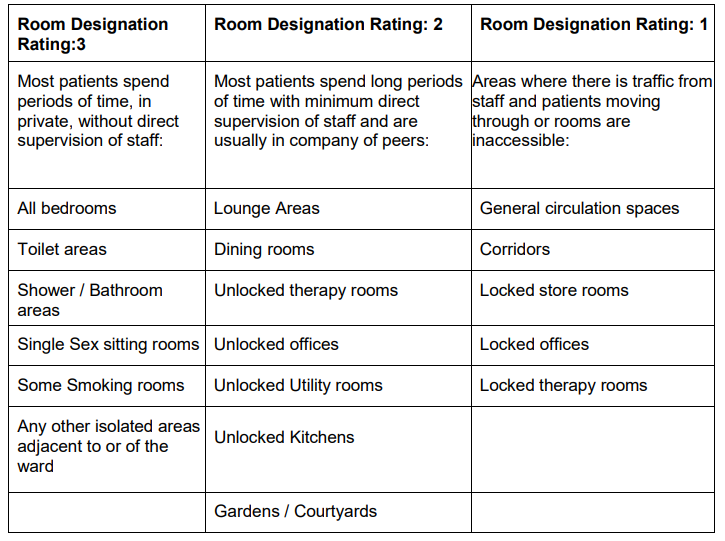 Room Designation
Rating:3
Room Designation Rating: 2
Room Designation Rating: 1
Most patients spend
periods of time, in
private, without direct
supervision of staff:
Most patients spend long periods
of time with minimum direct
supervision of staff and are
usually in company of peers:
Areas where there is traffic from
staff and patients moving
through or rooms are
inaccessible:
All bedrooms
Lounge Areas
General circulation spaces
Toilet areas
Dining rooms
Corridors
Shower / Bathroom
areas
Unlocked therapy rooms
Locked store rooms
Single Sex sitting rooms
Unlocked offices
Locked offices
Some Smoking rooms
Unlocked Utility rooms
Locked therapy rooms
Any other isolated areas
adjacent to or of the
ward
Unlocked Kitchens
Gardens / Courtyards